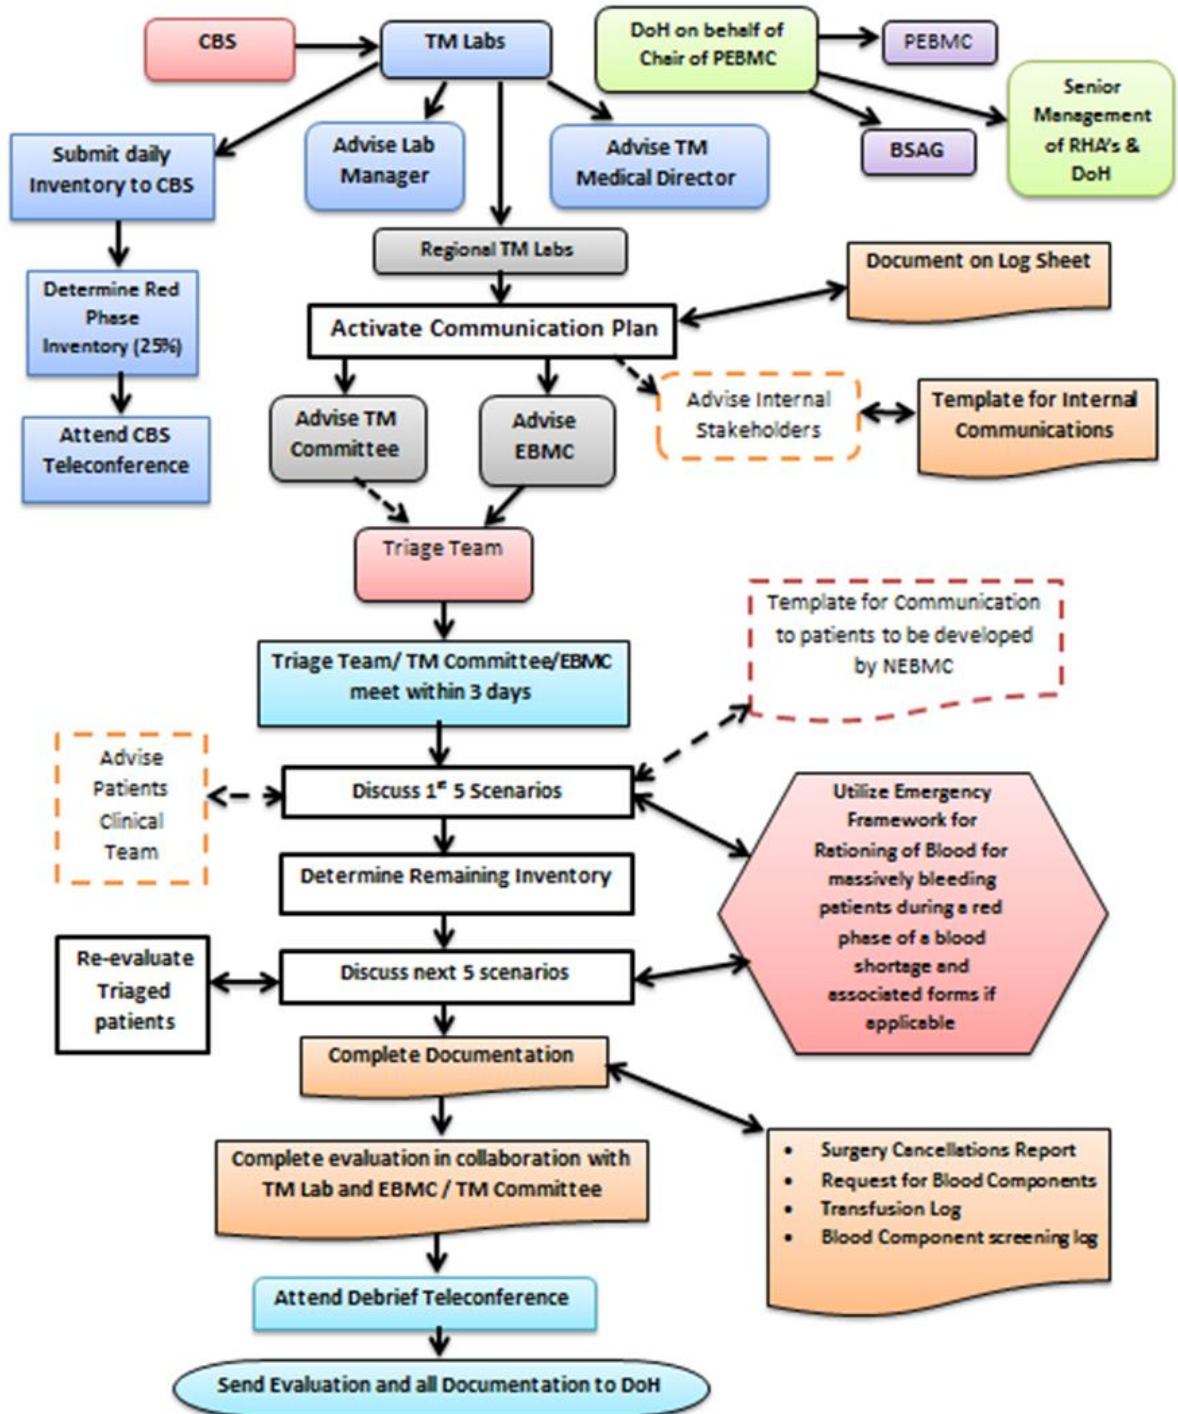 CBS
TM Labs
DoH on behalf of
Chair of PEBMC
PEBMC
BSAG
Senior
Management
of RHA's &
DoH
Submit daily
Inventory to CBS
Advise Lab
Manager
Advise TM
Medical Director
Regional TM Labs
Determine Red
Phase
Inventory (25%)
Activate Communication Plan
Document on Log Sheet
Attend CBS
Teleconference
Advise TM
Committee
Advise
EBMC
Advise Internal
Stakeholders
Template for Internal
Communications
Triage Team
Triage Team/ TM Committee/EBMC
meet within 3 days
Template for Communication
to patients to be developed
by NEBMC
Advise
Patients
Clinical
Team
Discuss 1st 5 Scenarios
Determine Remaining Inventory
Utilize Emergency
Framework for
Rationing of Blood for
massively bleeding
patients during a red
phase of a blood
shortage and
associated forms if
applicable
Re-evaluate
Triaged
patients
Discuss next 5 scenarios
Complete Documentation
Complete evaluation in collaboration with
TM Lab and EBMC / TM Committee
• Surgery Cancellations Report
• Request for Blood Components
• Transfusion Log
• Blood Component screening log
Attend Debrief Teleconference
Send Evaluation and all Documentation to DoH